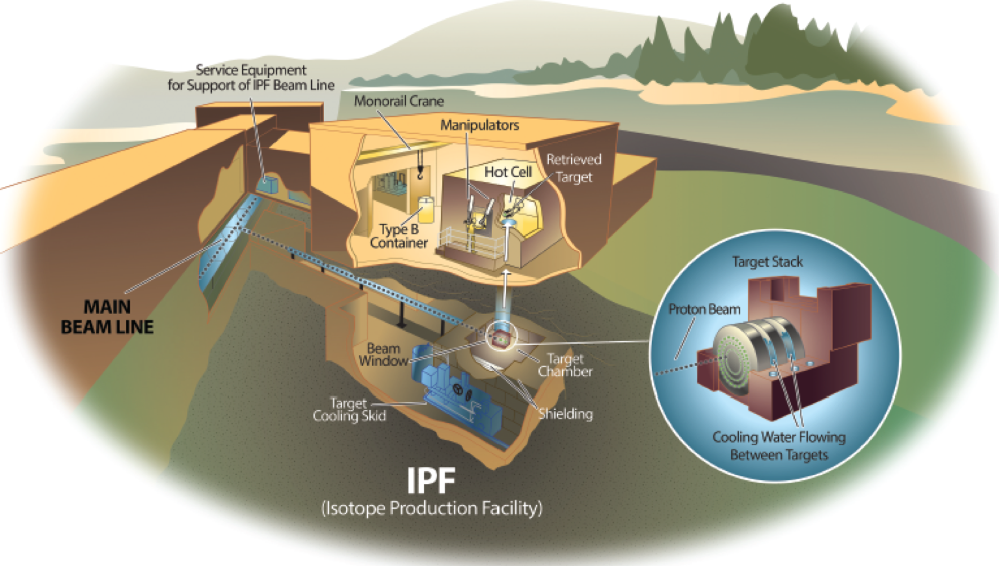 Service Equipment
for Support of IPF Beam Line
Monorail Crane
Manipulators
Retrieved
Target
Hot Cell
Type B
Container
MAIN
BEAM LINE
Beam
Window
Target
Chamber
Target
Cooling Skid
Shielding
Target Stack
Proton Beam
Cooling Water Flowing
Between Targets
IPF
(Isotope Production Facility)